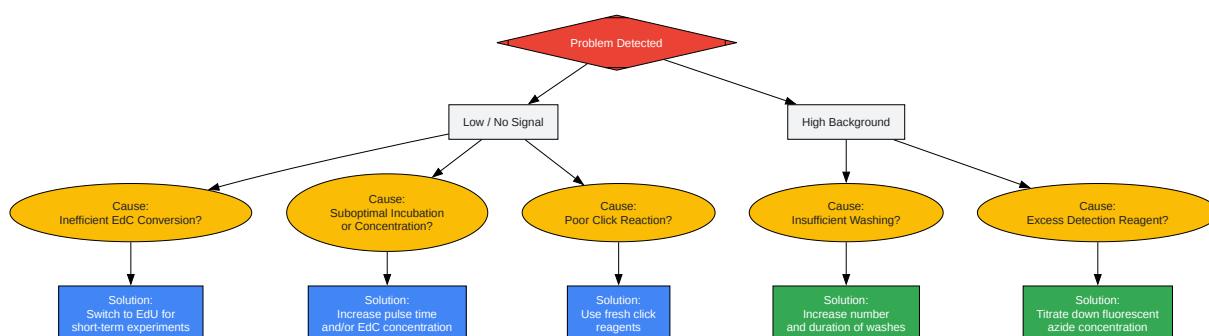 Problem Detected
Low / No Signal
High Background
Cause:
Inefficient EdC Conversion?
Cause:
Suboptimal Incubation
or Concentration?
Cause:
Poor Click Reaction?
Cause:
Insufficient Washing?
Cause:
Excess Detection Reagent?
Solution:
Switch to EdU for
short-term experiments
Solution:
Increase pulse time
and/or EdC concentration
Solution:
Use fresh click
reagents
Solution:
Increase number
and duration of washes
Solution:
Titrate down fluorescent
azide concentration